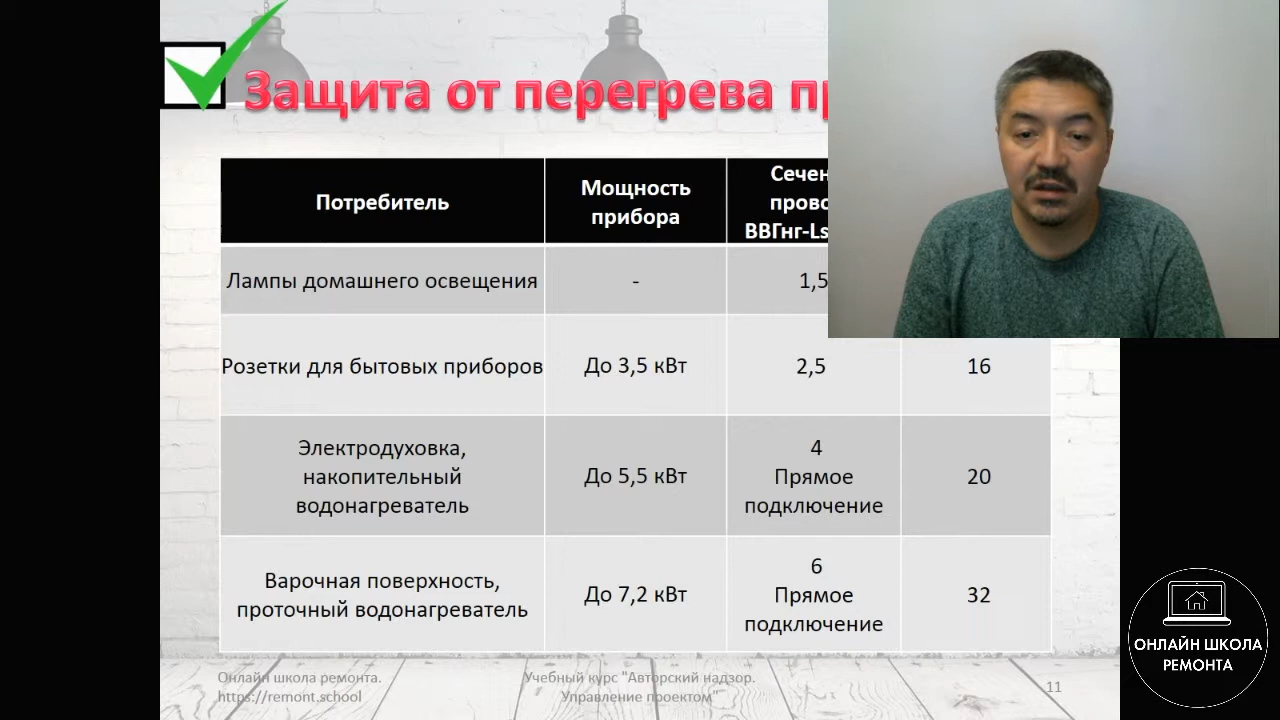 Защита от перегрева
Потребитель
Мощность
прибора
ВВГнг-Ls
Лампы домашнего освещения
-
1,5
Розетки для бытовых приборов
До 3,5 кВт
2,5
16
Электродуховка,
накопительный
водонагреватель
До 5,5 кВт
4
Прямое
подключение
20
Варочная поверхность,
проточный водонагреватель
До 7,2 кВт
6
Прямое
подключение
32
Онлайн школа ремонта.
https://remont.school
Учебный курс "Авторский надзор.
Управление проектом"
11
ОНЛАЙН ШКОЛА
РЕМОНТА